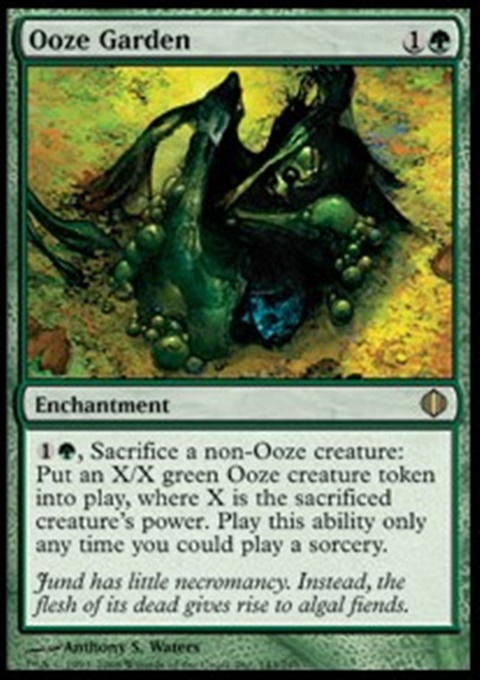 Ooze Garden 1
Enchantment
1, Sacrifice a non-Ooze creature:
Put an X/X green Ooze creature token
into play, where X is the sacrificed
creature's power. Play this ability only
any time you could play a sorcery.
Jund has little necromancy. Instead, the
flesh of its dead gives rise to algal fiends.
Anthony S. Waters